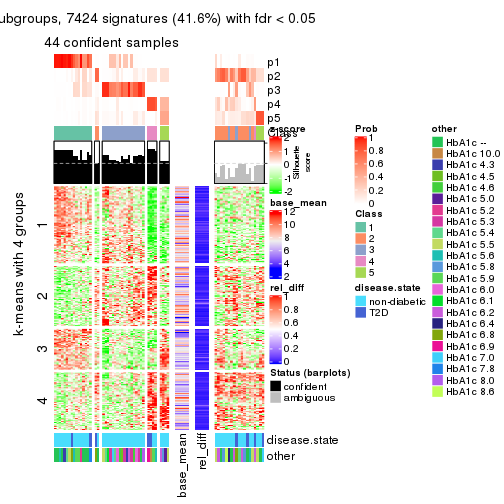 ubgroups, 7424 signatures (41.6%) with fdr < 0.05
44 confident samples
p1
p2
p3
p4
p5
Class
k-means with 4 groups
1
2
3
4
base_mean
rel_diff
disease.state
other
z-score
2
1
0
-1
-2
Silhouette
score
base_mean
12
10
8
6
4
2
rel_diff
1
0.8
0.6
0.4
0.2
0
Status (barplots)
confident
ambiguous
Prob
1
0.8
0.6
0.4
0.2
0
Class
1
2
3
4
5
disease.state
non-diabetic
T2D
other
HbA1c --
HbA1c 10.0
HbA1c 4.3
HbA1c 4.5
HbA1c 4.6
HbA1c 5.0
HbA1c 5.2
HbA1c 5.3
HbA1c 5.4
HbA1c 5.5
HbA1c 5.6
HbA1c 5.8
HbA1c 5.9
HbA1c 6.0
HbA1c 6.1
HbA1c 6.2
HbA1c 6.4
HbA1c 6.8
HbA1c 6.9
HbA1c 7.0
HbA1c 7.8
HbA1c 8.0
HbA1c 8.6